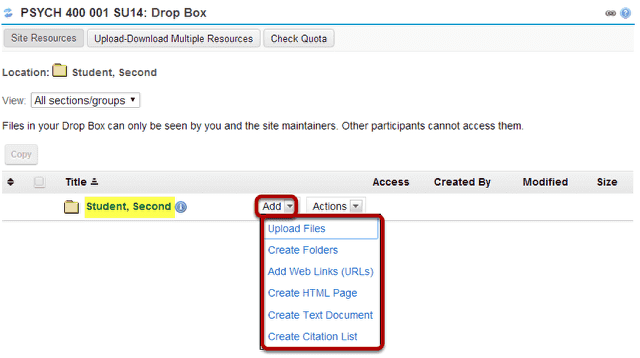 PSYCH 400 001 SU14: Drop Box
Site Resources Upload-Download Multiple Resources Check Quota
Location: Student, Second
View: All sections/groups
Files in your Drop Box can only be seen by you and the site maintainers. Other participants cannot access them.
Copy
Title Access Created By Modified Size
Student, Second Add Actions
Upload Files
Create Folders
Add Web Links (URLs)
Create HTML Page
Create Text Document
Create Citation List